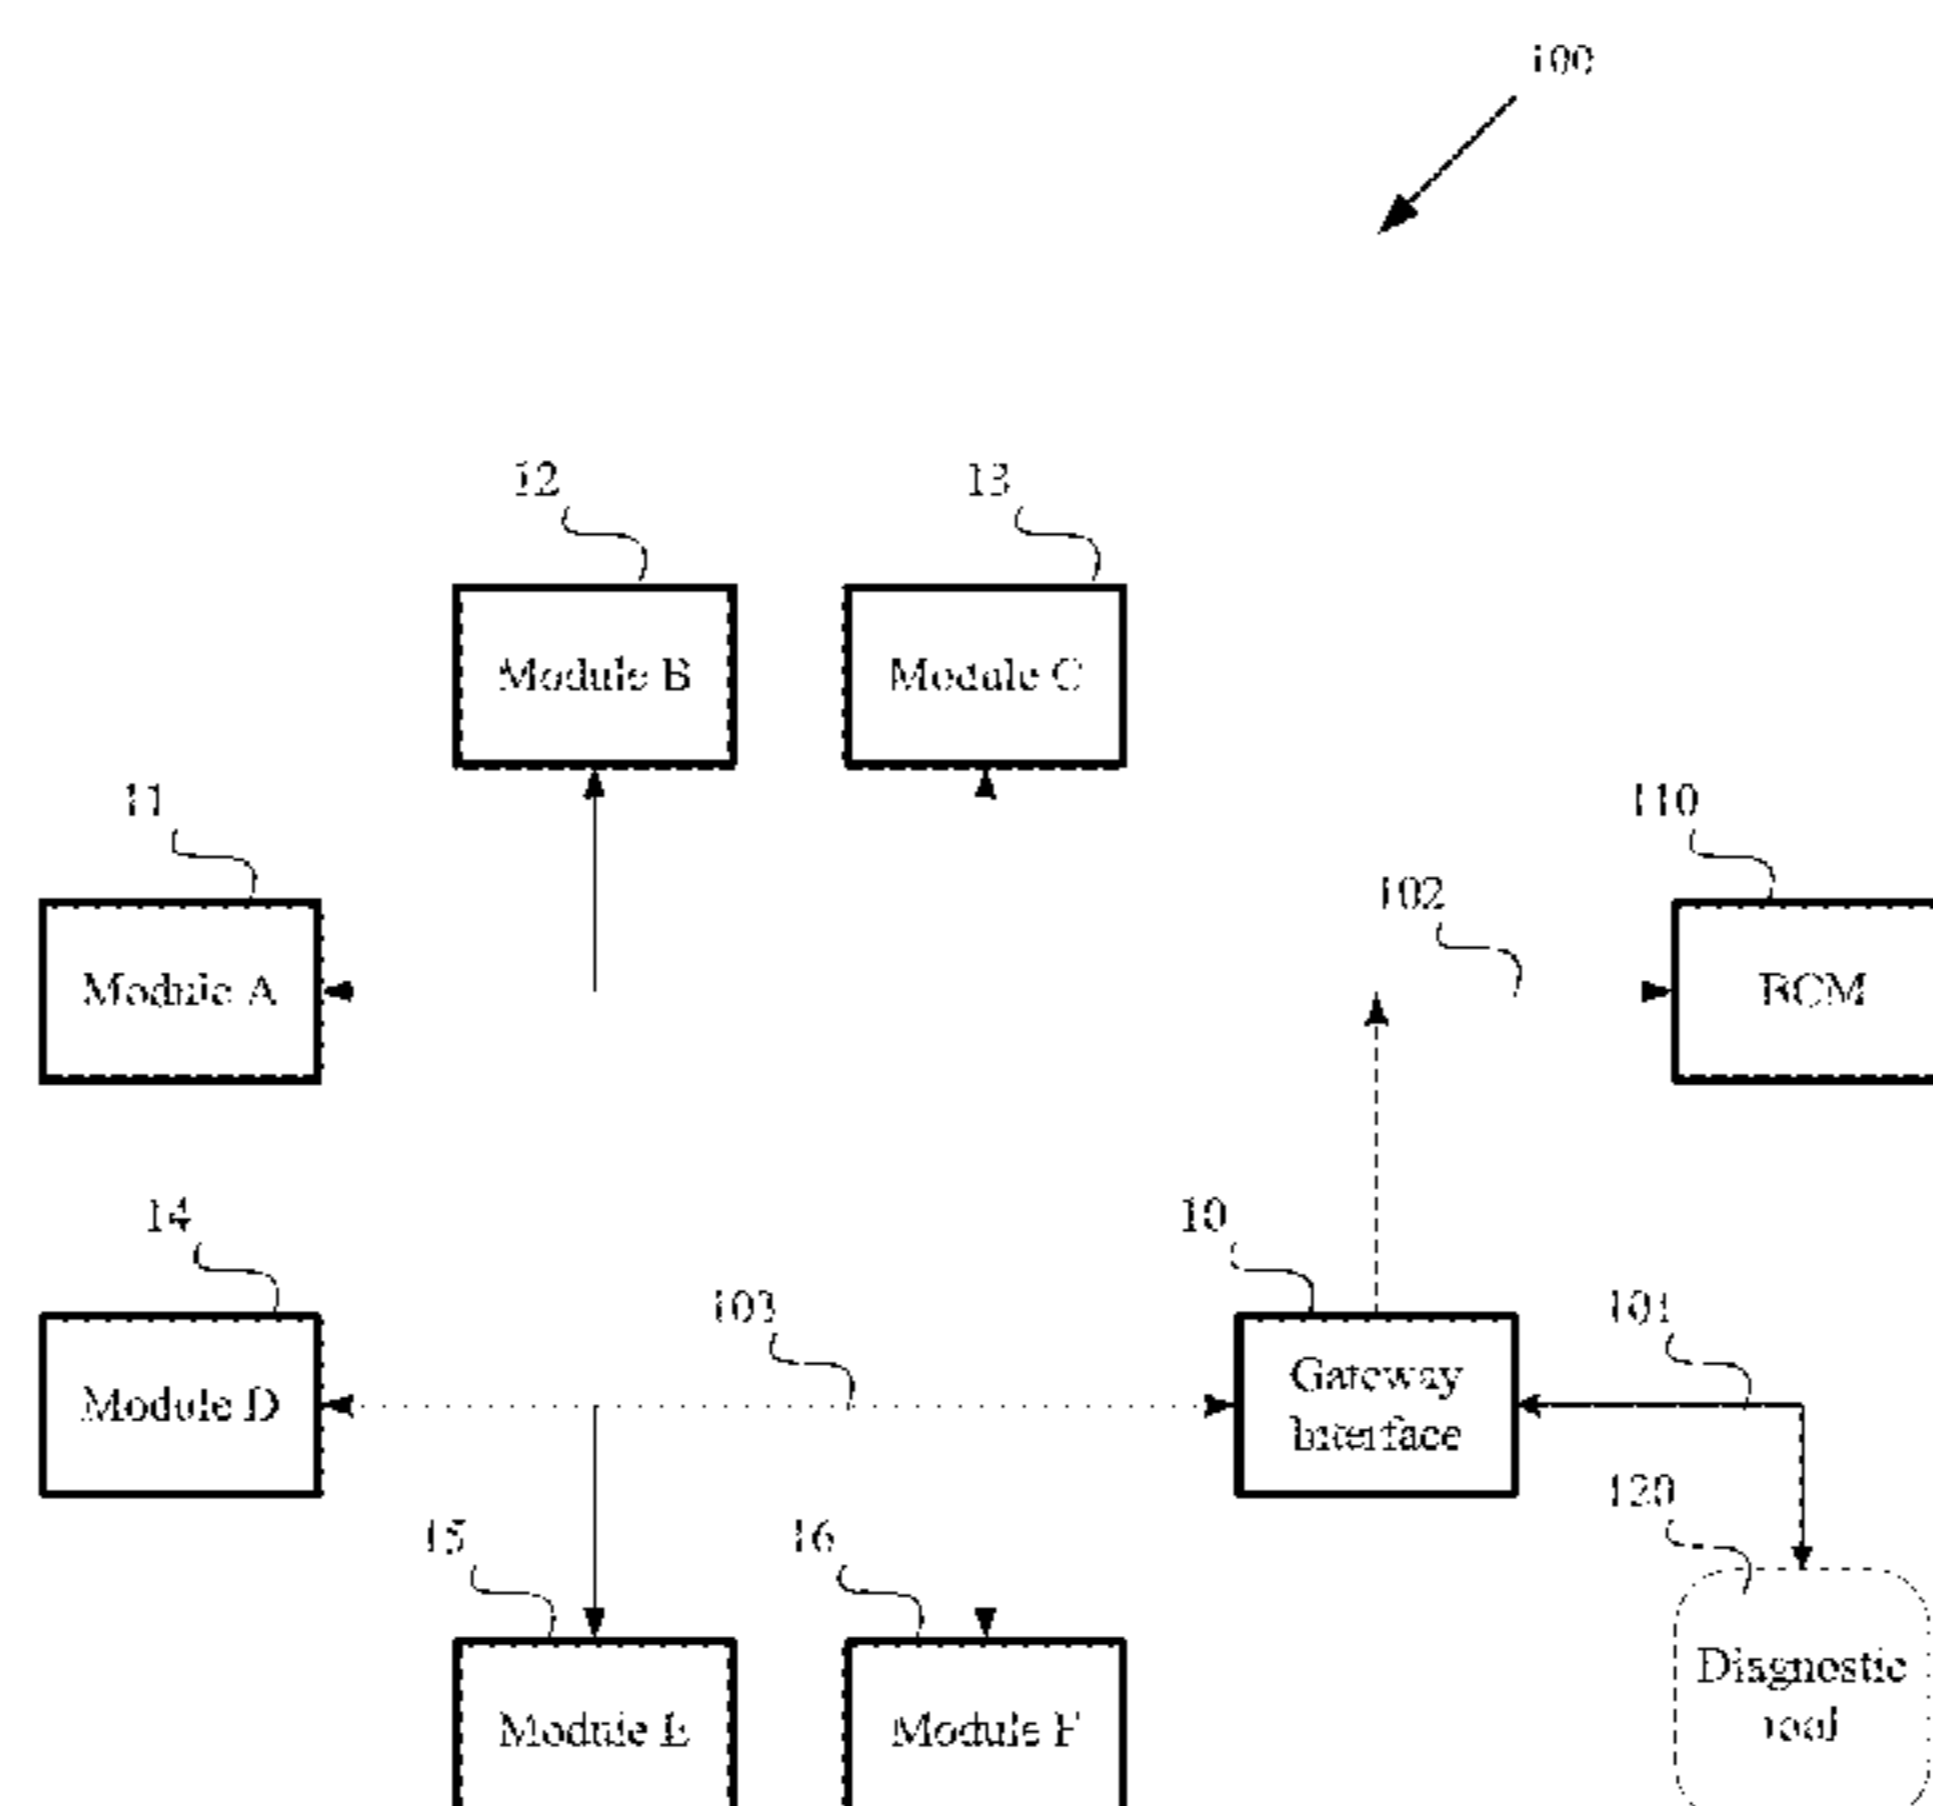 100
12
13
Module B
Module C
11
110
102
Module A
BCM
14
10
103
101
Module D
Gateway
Interface
120
15
16
Diagnostic
tool
Module E
Module F